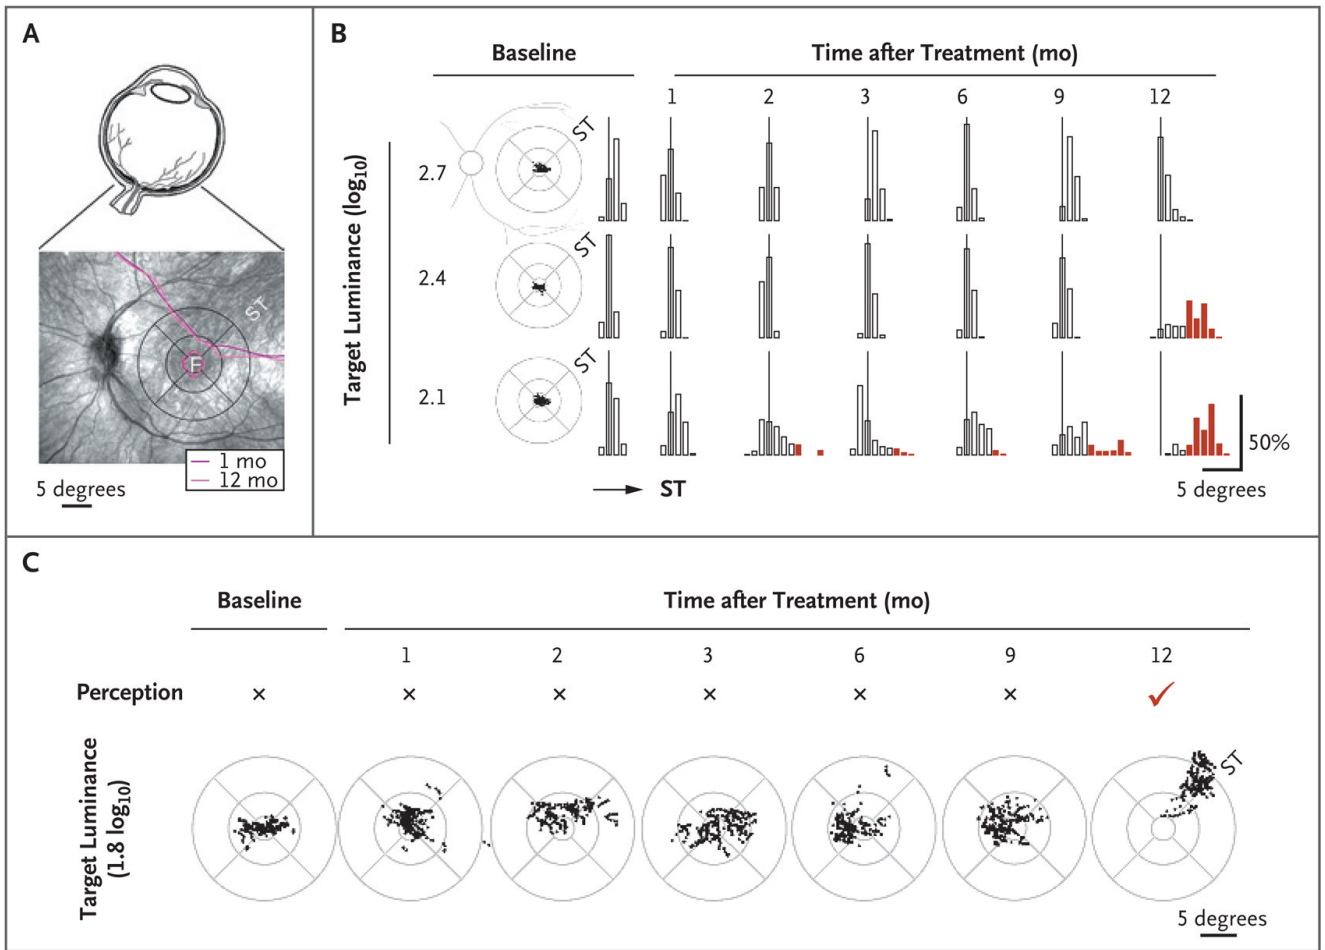 A
ST
F
1 mo
12 mo
5 degrees
B
Baseline
Time after Treatment (mo)
1 2 3 6 9 12
Target Luminance (log10)
2.7
ST
2.4
ST
2.1
ST
ST
50%
5 degrees
C
Baseline
Time after Treatment (mo)
1 2 3 6 9 12
Perception × × × × × ✓
Target Luminance
(1.8 log10)
ST
5 degrees